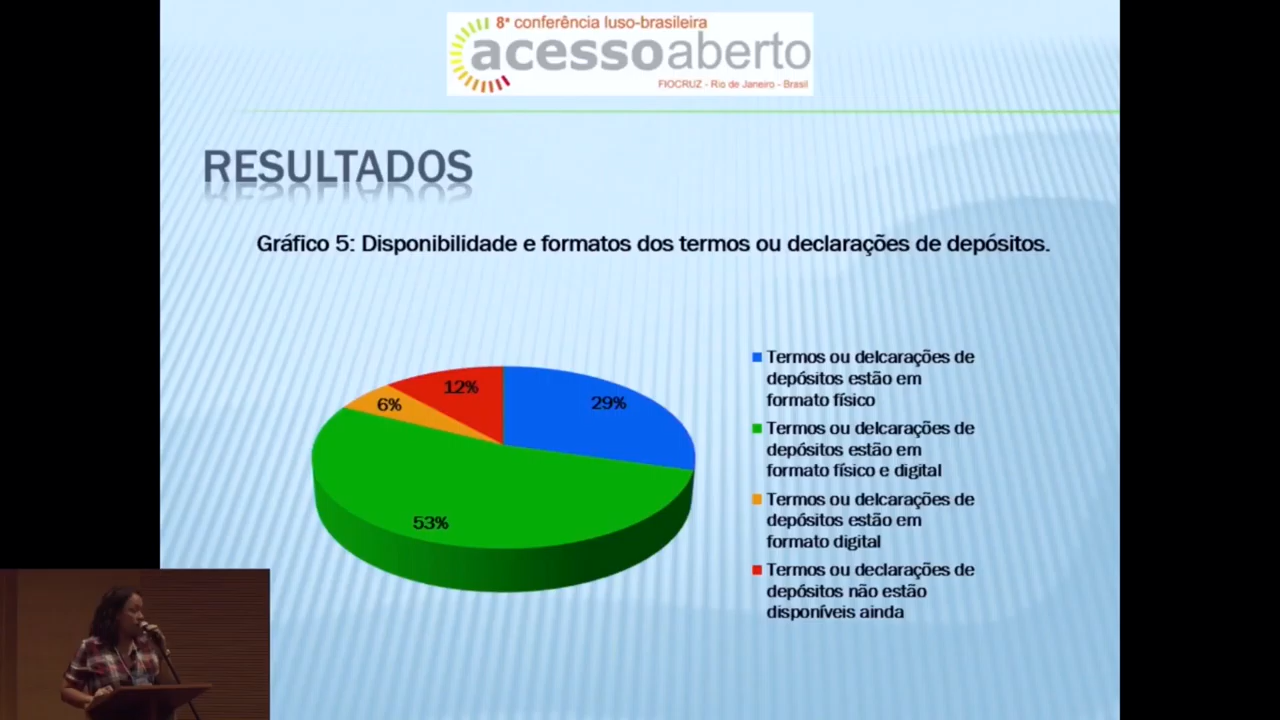 8ª conferência luso-brasileira
acessoaberto
FIOCRUZ - Rio de Janeiro - Brasil
RESULTADOS
Gráfico 5: Disponibilidade e formatos dos termos ou declarações de depósitos.
12%
29%
6%
53%
Termos ou delcarações de
depósitos estão em
formato físico
Termos ou delcarações de
depósitos estão em
formato físico e digital
Termos ou delcarações de
depósitos estão em
formato digital
Termos ou declarações de
depósitos não estão
disponíveis ainda